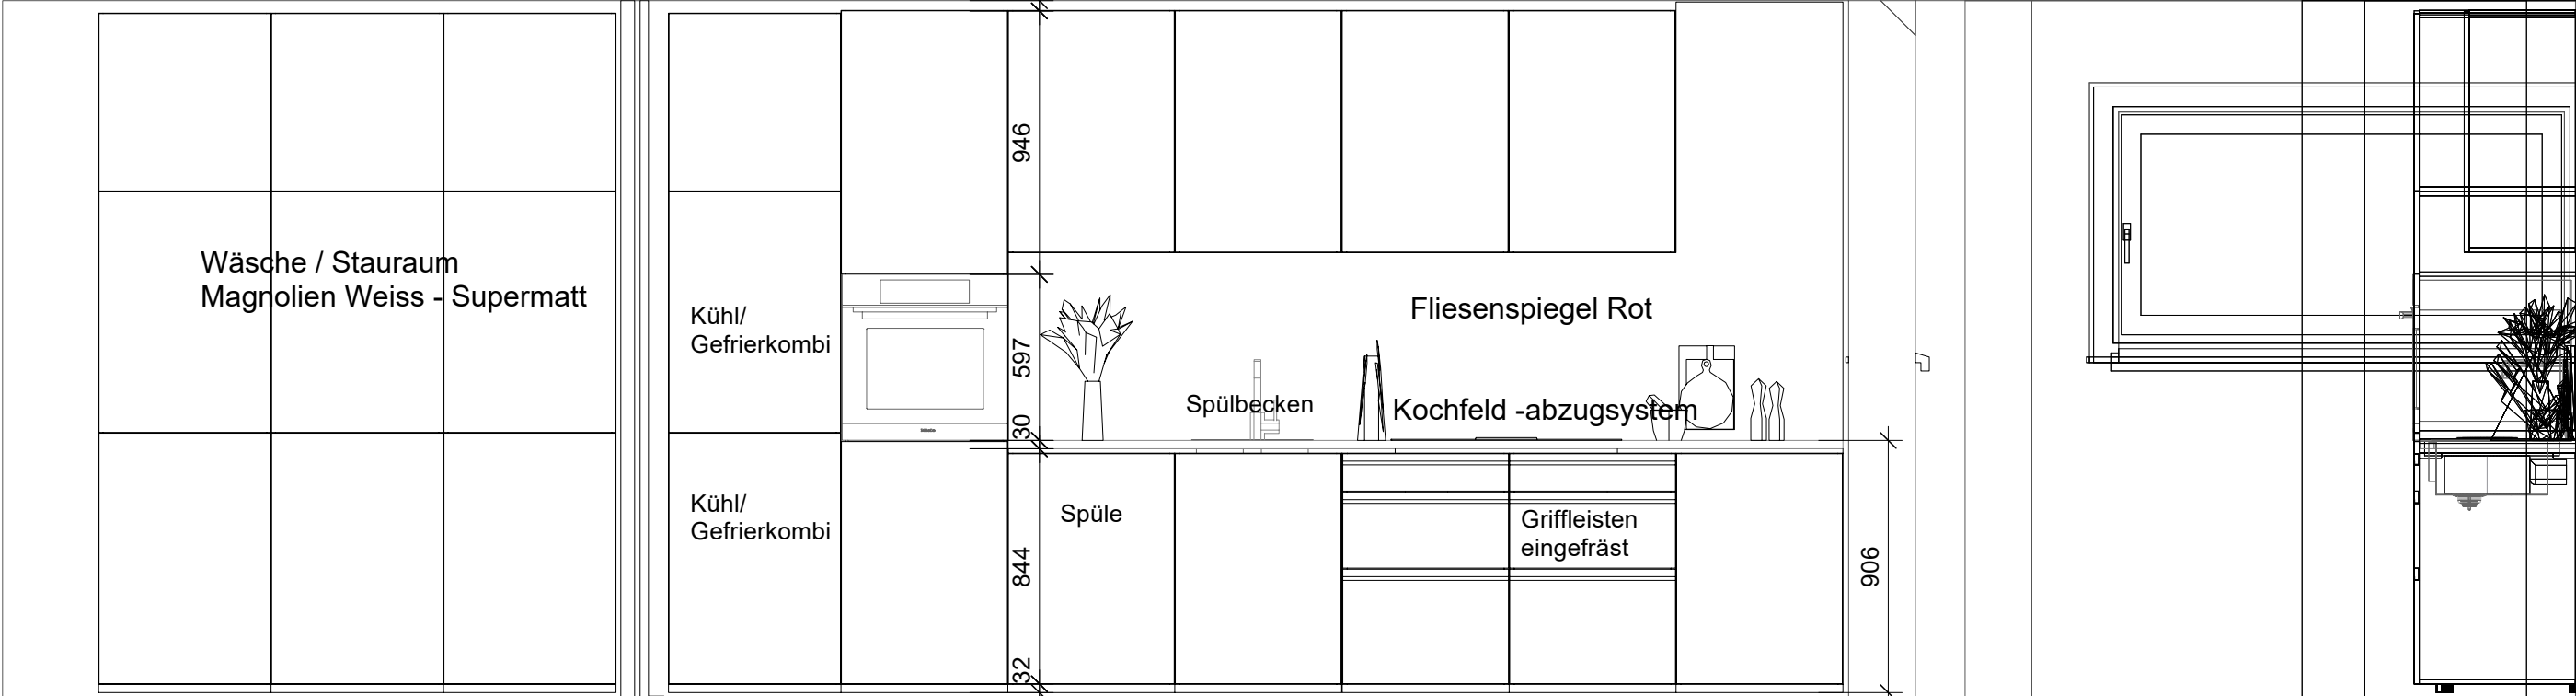 Wäsche / Stauraum
Magnolien Weiss - Supermatt
Kühl/
Gefrierkombi
Kühl/
Gefrierkombi
946
597
30
844
32
Spülbecken
Spüle
Fliesenspiegel Rot
Kochfeld -abzugsystem
Griffleisten
eingefräst
906